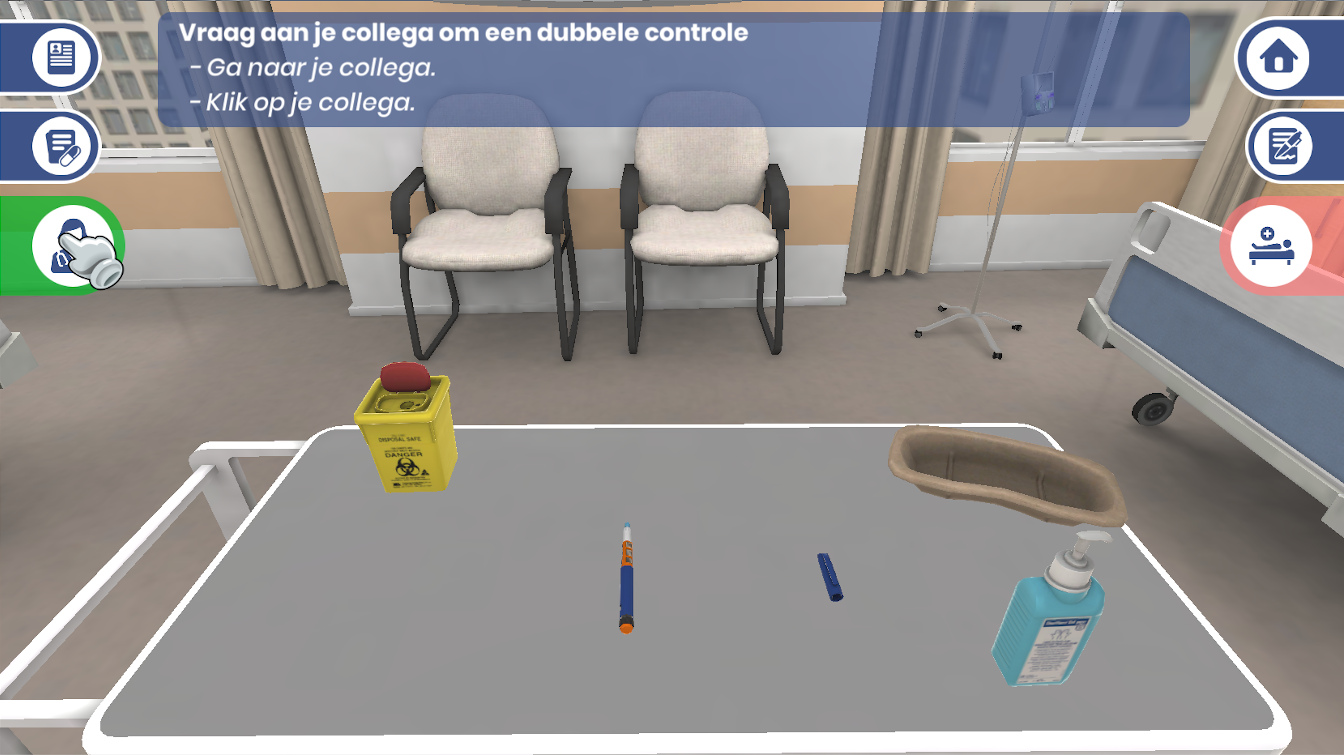 Vraag aan je collega om een dubbele controle
- Ga naar je collega.
- Klik op je collega.
DISPOSAL SAFE
DANGER